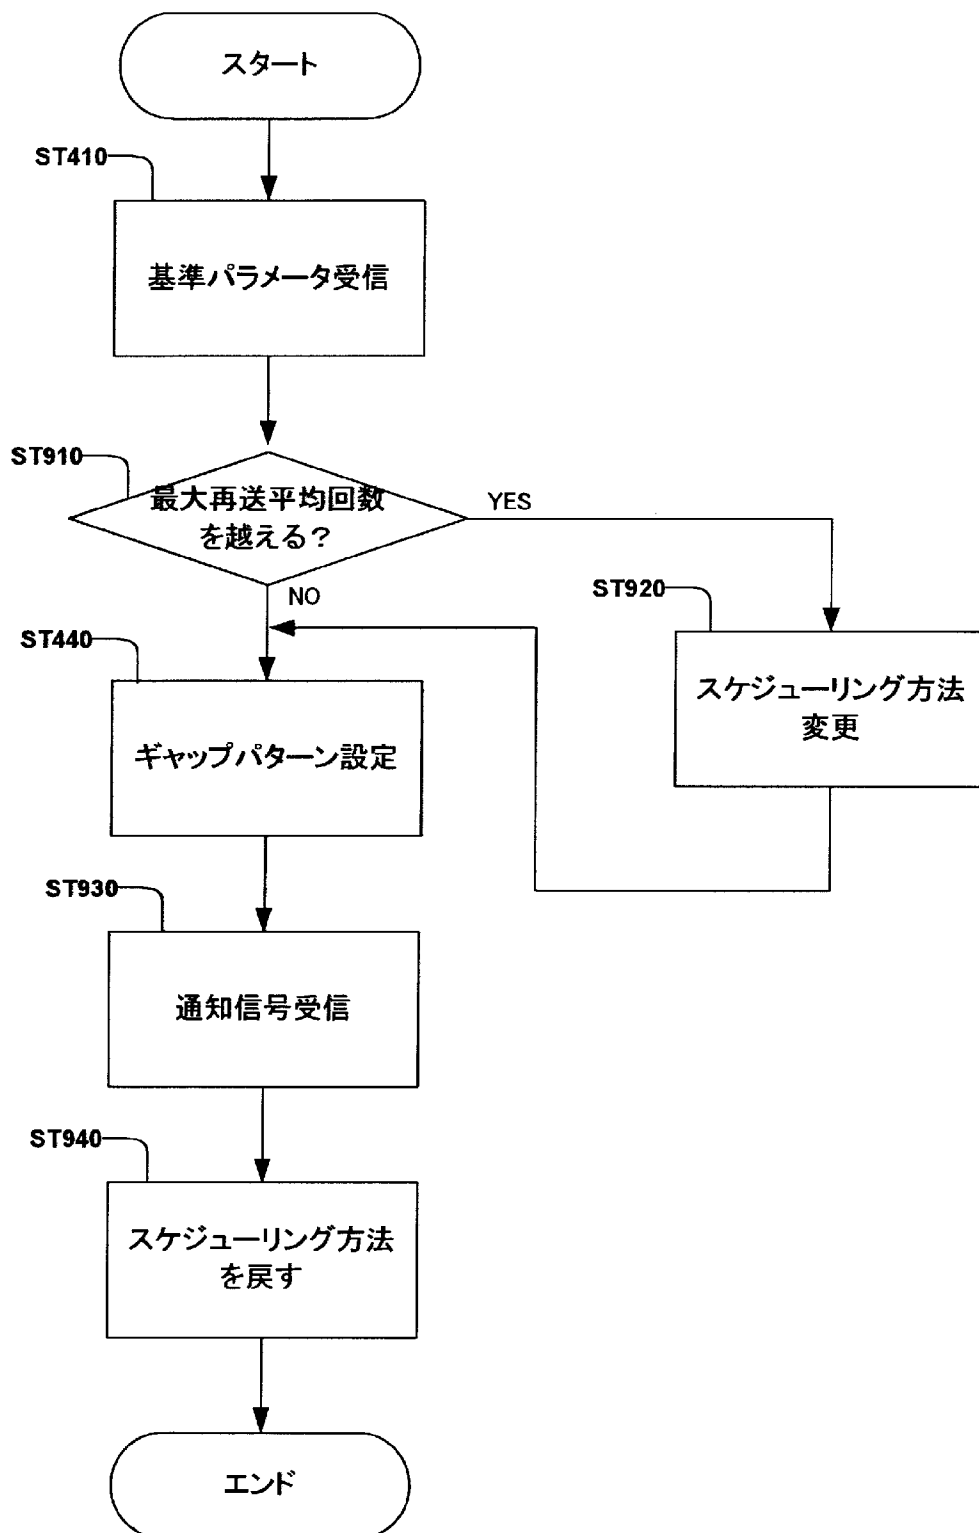 スタート
ST410
基準パラメータ受信
ST910
最大再送平均回数
を越える?
YES
NO
ST920
スケジューリング方法
変更
ST440
ギャップパターン設定
ST930
通知信号受信
ST940
スケジューリング方法
を戻す
エンド